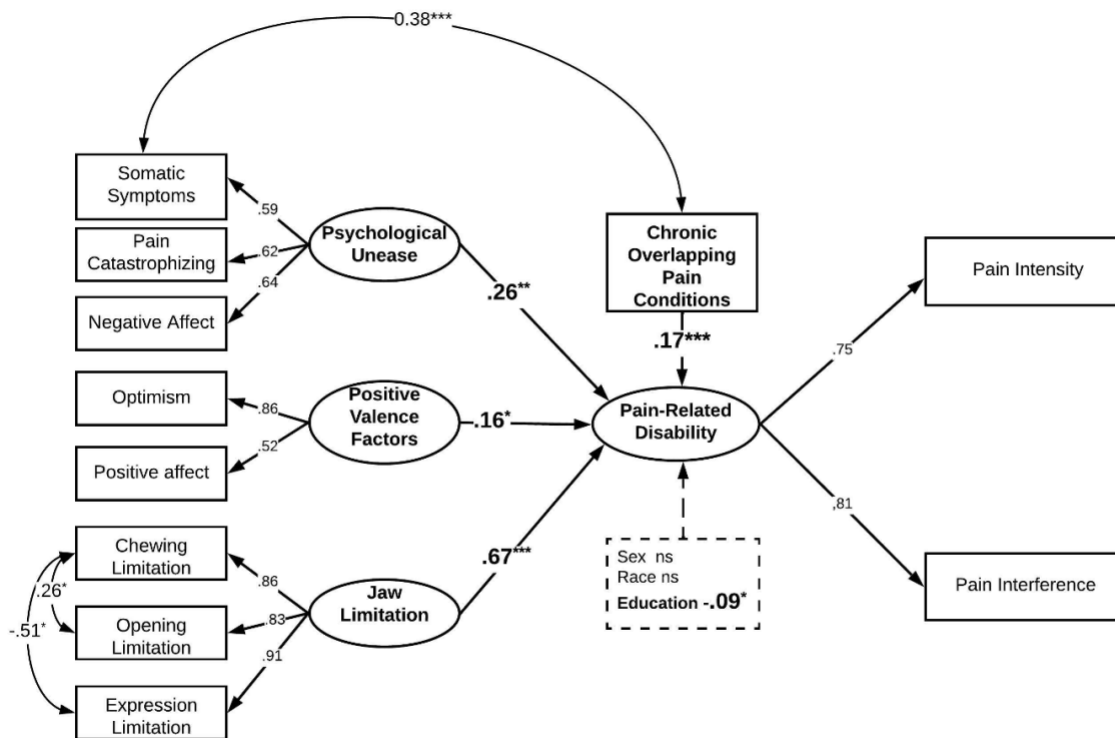 0.38***
Somatic
Symptoms
.59
Pain
Catastrophizing
.62
.64
Negative Affect
Psychological
Unease
.26**
Chronic
Overlapping
Pain
Conditions
.17***
Pain Intensity
.75
Optimism
.86
Positive affect
.52
Positive
Valence
Factors
.16*
Pain-Related
Disability
,81
Chewing
Limitation
.86
.26*
-.51*
Opening
Limitation
.83
.91
Expression
Limitation
Jaw
Limitation
.67***
Sex ns
Race ns
Education -.09*
Pain Interference